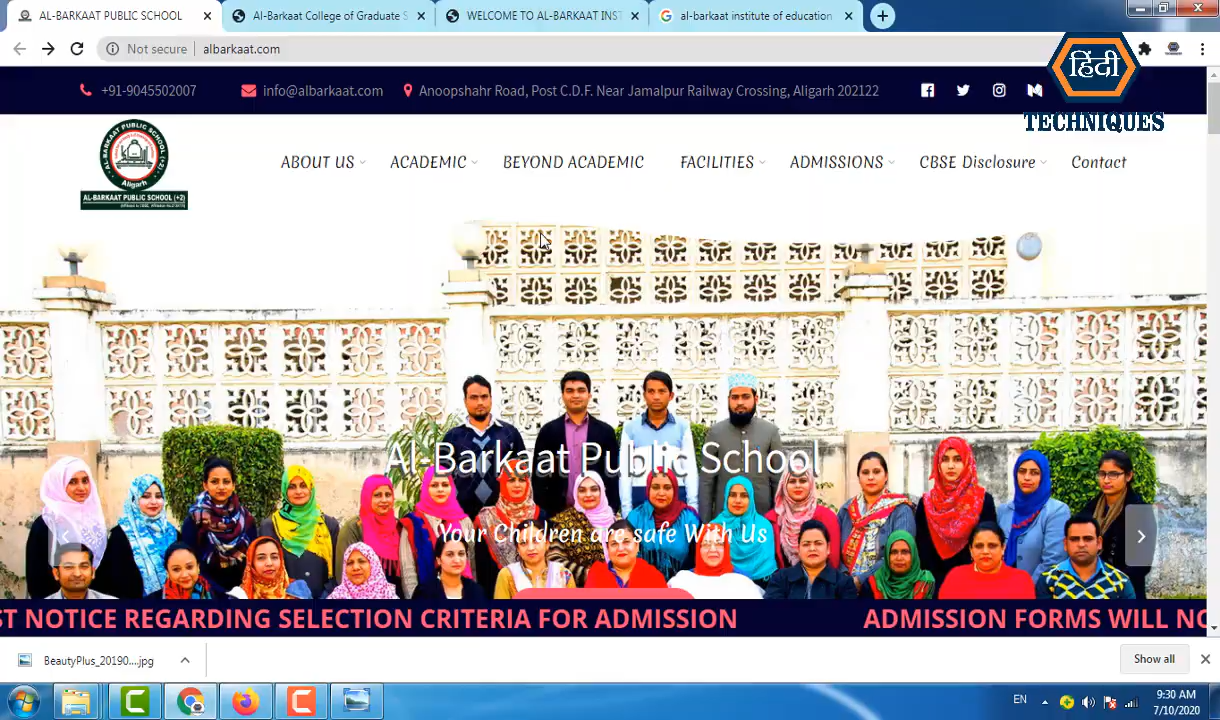 AL-BARKAAT PUBLIC SCHOOL
Al-Barkaat College of Graduate S
WELCOME TO AL-BARKAAT INST
al-barkaat institute of education
Not secure | albarkaat.com
हिंदी
TECHNIQUES
+91-9045502007
info@albarkaat.com
Anoopshahr Road, Post C.D.F. Near Jamalpur Railway Crossing, Aligarh 202122
AL-BARKAAT PUBLIC SCHOOL
Aligarh
AL-BARKAAT PUBLIC SCHOOL (+2)
ABOUT US
ACADEMIC
BEYOND ACADEMIC
FACILITIES
ADMISSIONS
CBSE Disclosure
Contact
Al-Barkaat Public School
Your Children are safe With Us
ST NOTICE REGARDING SELECTION CRITERIA FOR ADMISSION
ADMISSION FORMS WILL NO
BeautyPlus_20190....jpg
Show all
EN
9:30 AM
7/10/2020